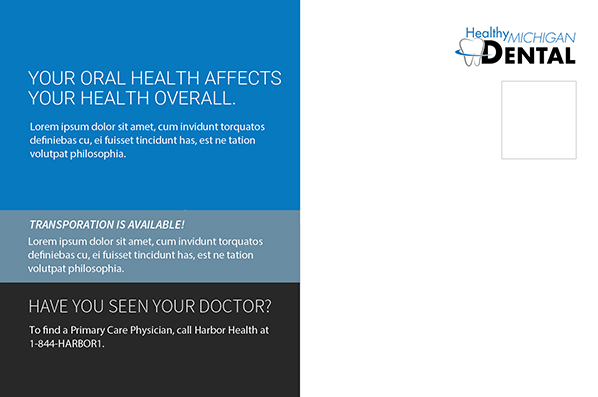 YOUR ORAL HEALTH AFFECTS
YOUR HEALTH OVERALL.
Lorem ipsum dolor sit amet, cum invidunt torquatos
definiebas cu, ei fuisset tincidunt has, est ne tation
volutpat philosophia.
TRANSPORATION IS AVAILABLE!
Lorem ipsum dolor sit amet, cum invidunt torquatos
definiebas cu, ei fuisset tincidunt has, est ne tation
volutpat philosophia.
HAVE YOU SEEN YOUR DOCTOR?
To find a Primary Care Physician, call Harbor Health at
1-844-HARBOR1.
Healthy MICHIGAN
DENTAL